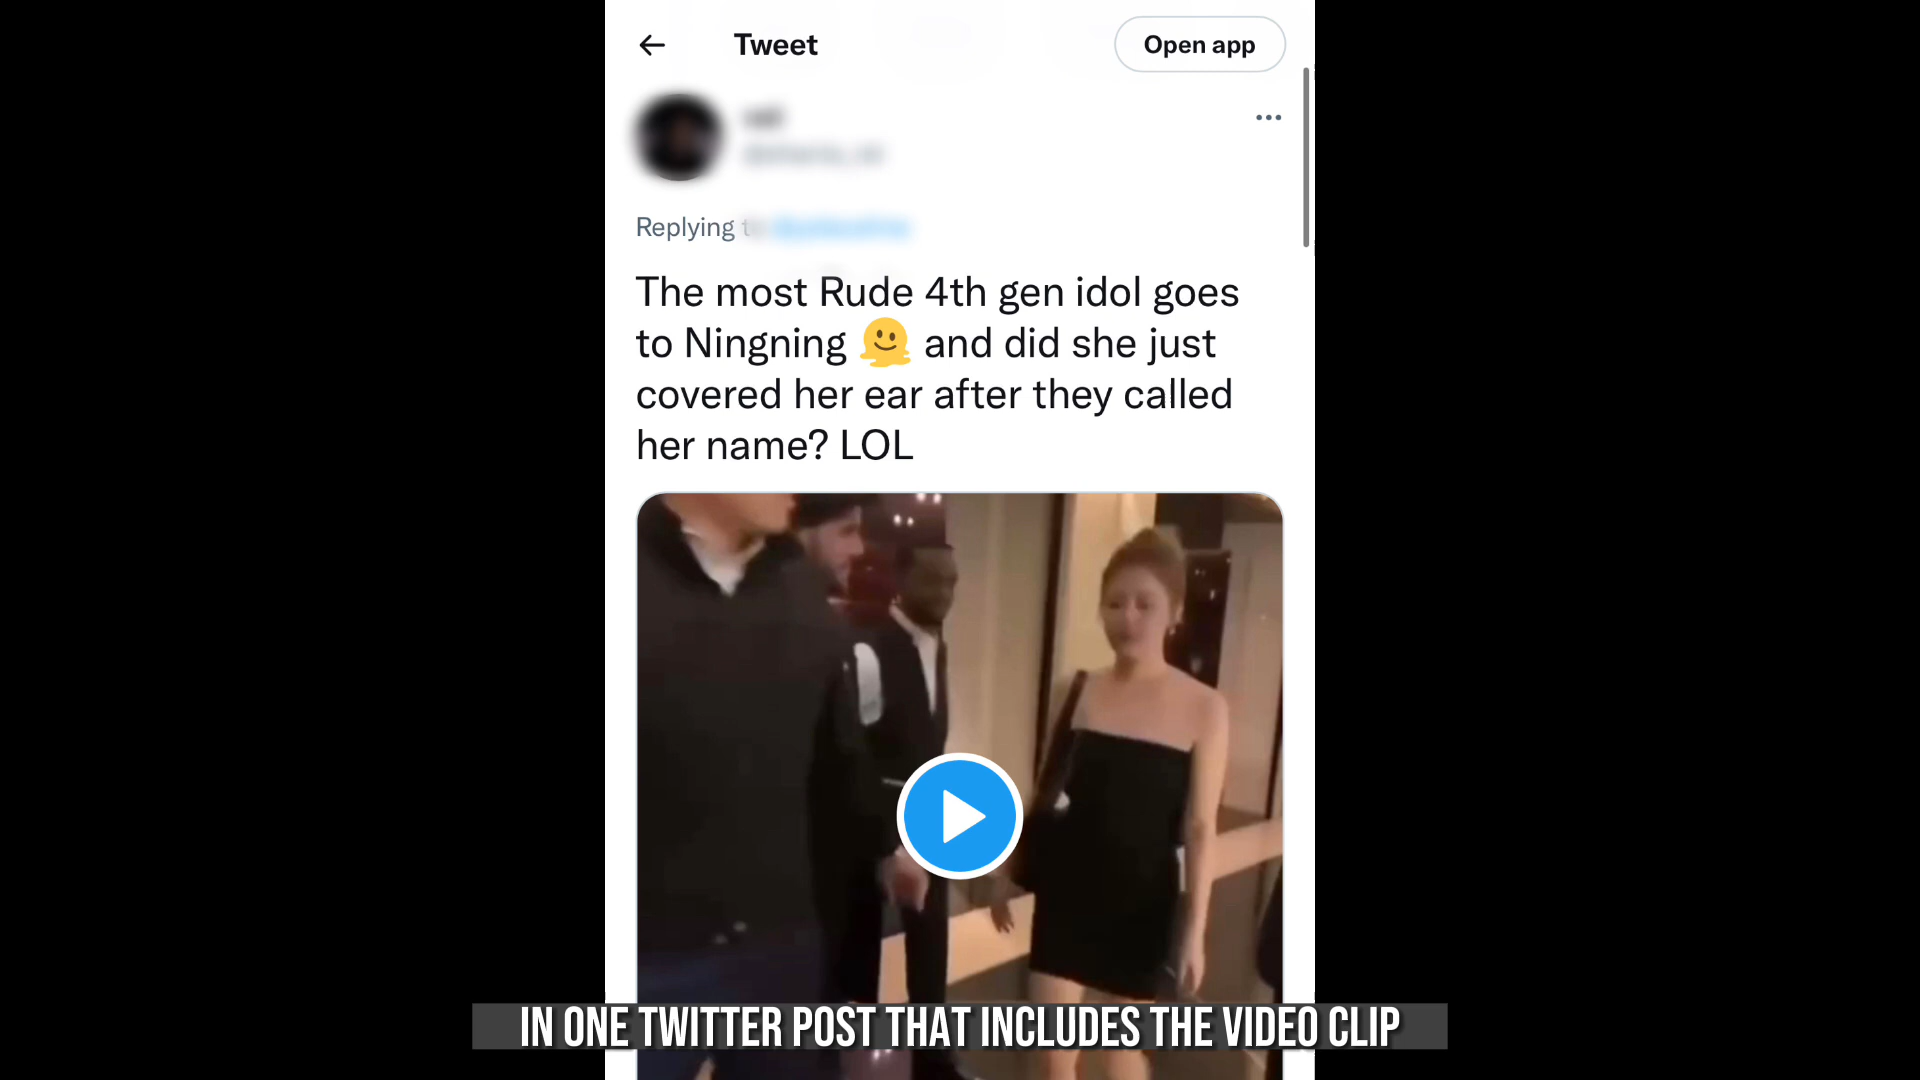 Tweet
Open app
Replying
The most Rude 4th gen idol goes
to Ningning 🫠 and did she just
covered her ear after they called
her name? LOL
IN ONE TWITTER POST THAT INCLUDES THE VIDEO CLIP